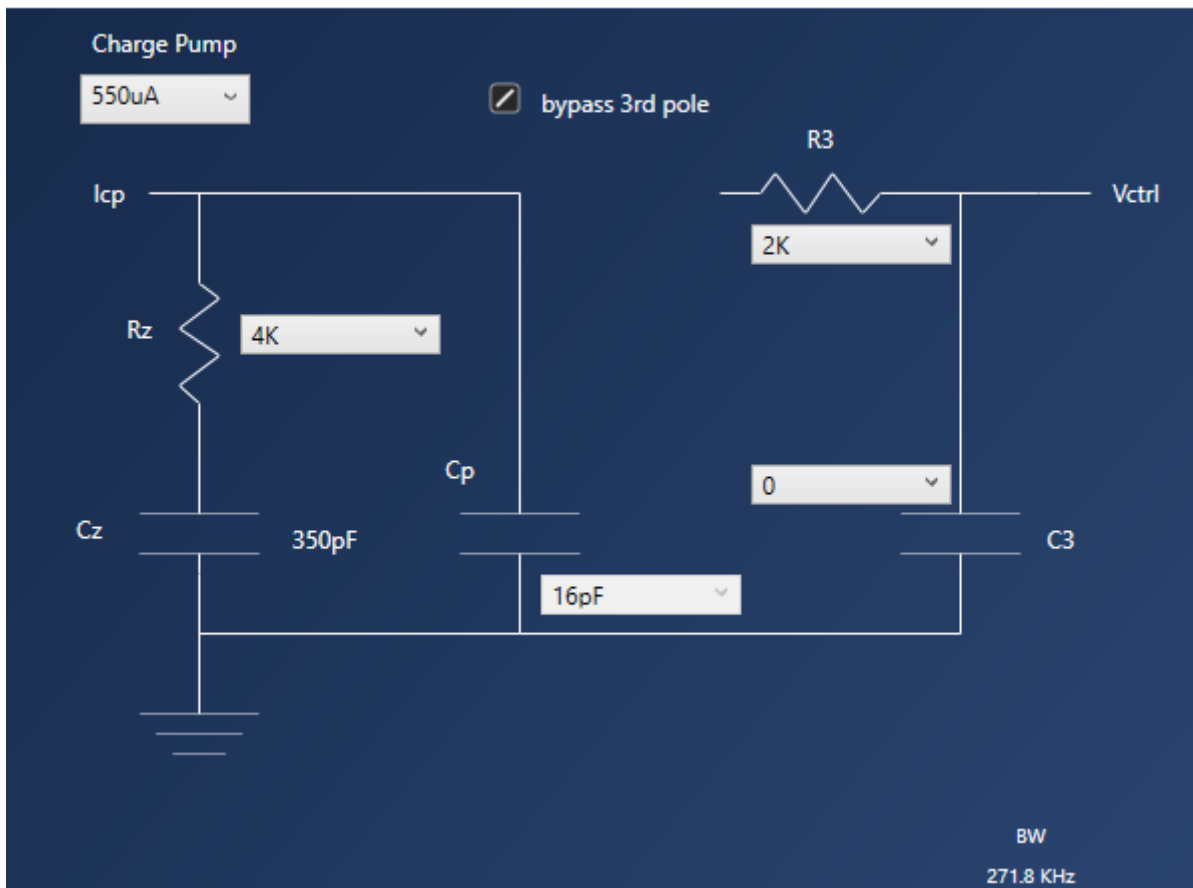 Charge Pump
550uA
bypass 3rd pole
R3
Icp
Vctrl
2K
Rz
4K
Cp
0
Cz
350pF
C3
16pF
BW
271.8 KHz